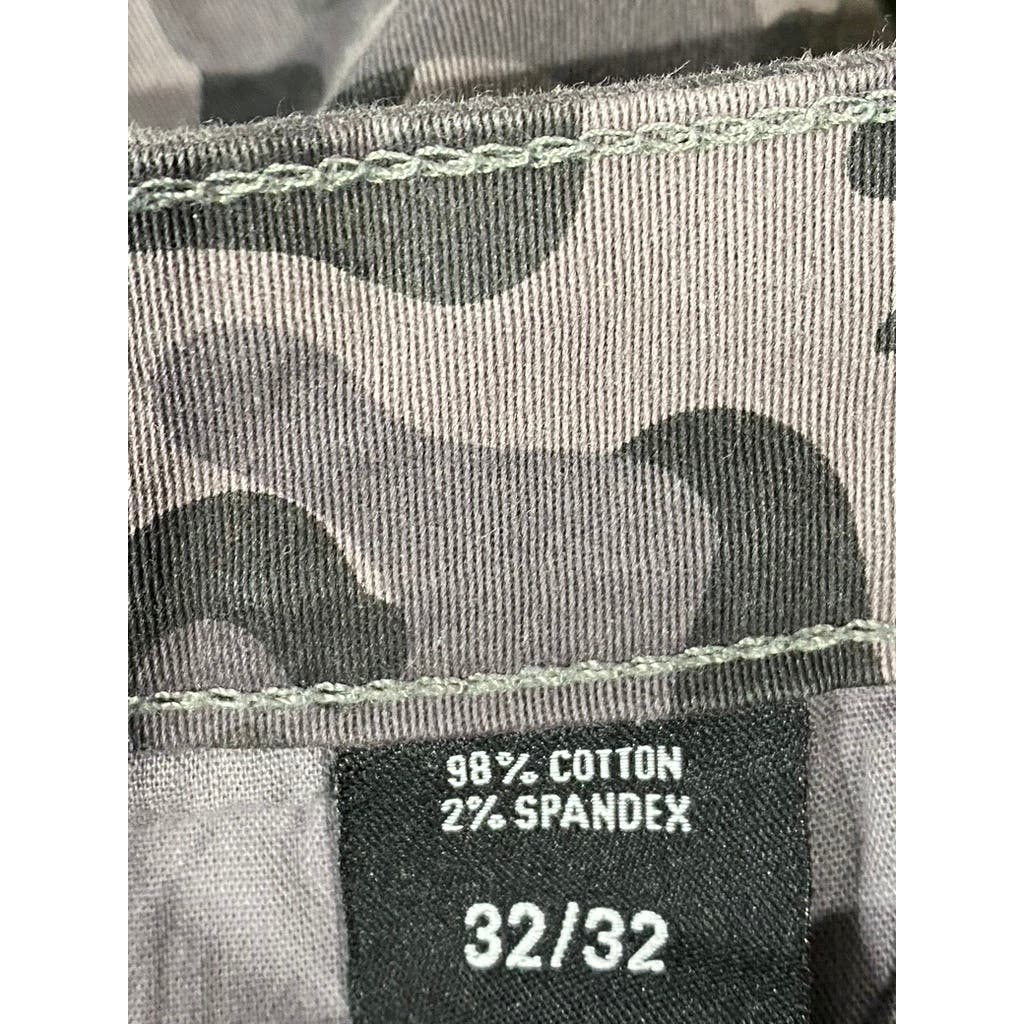 98% COTTON
2% SPANDEX
32/32